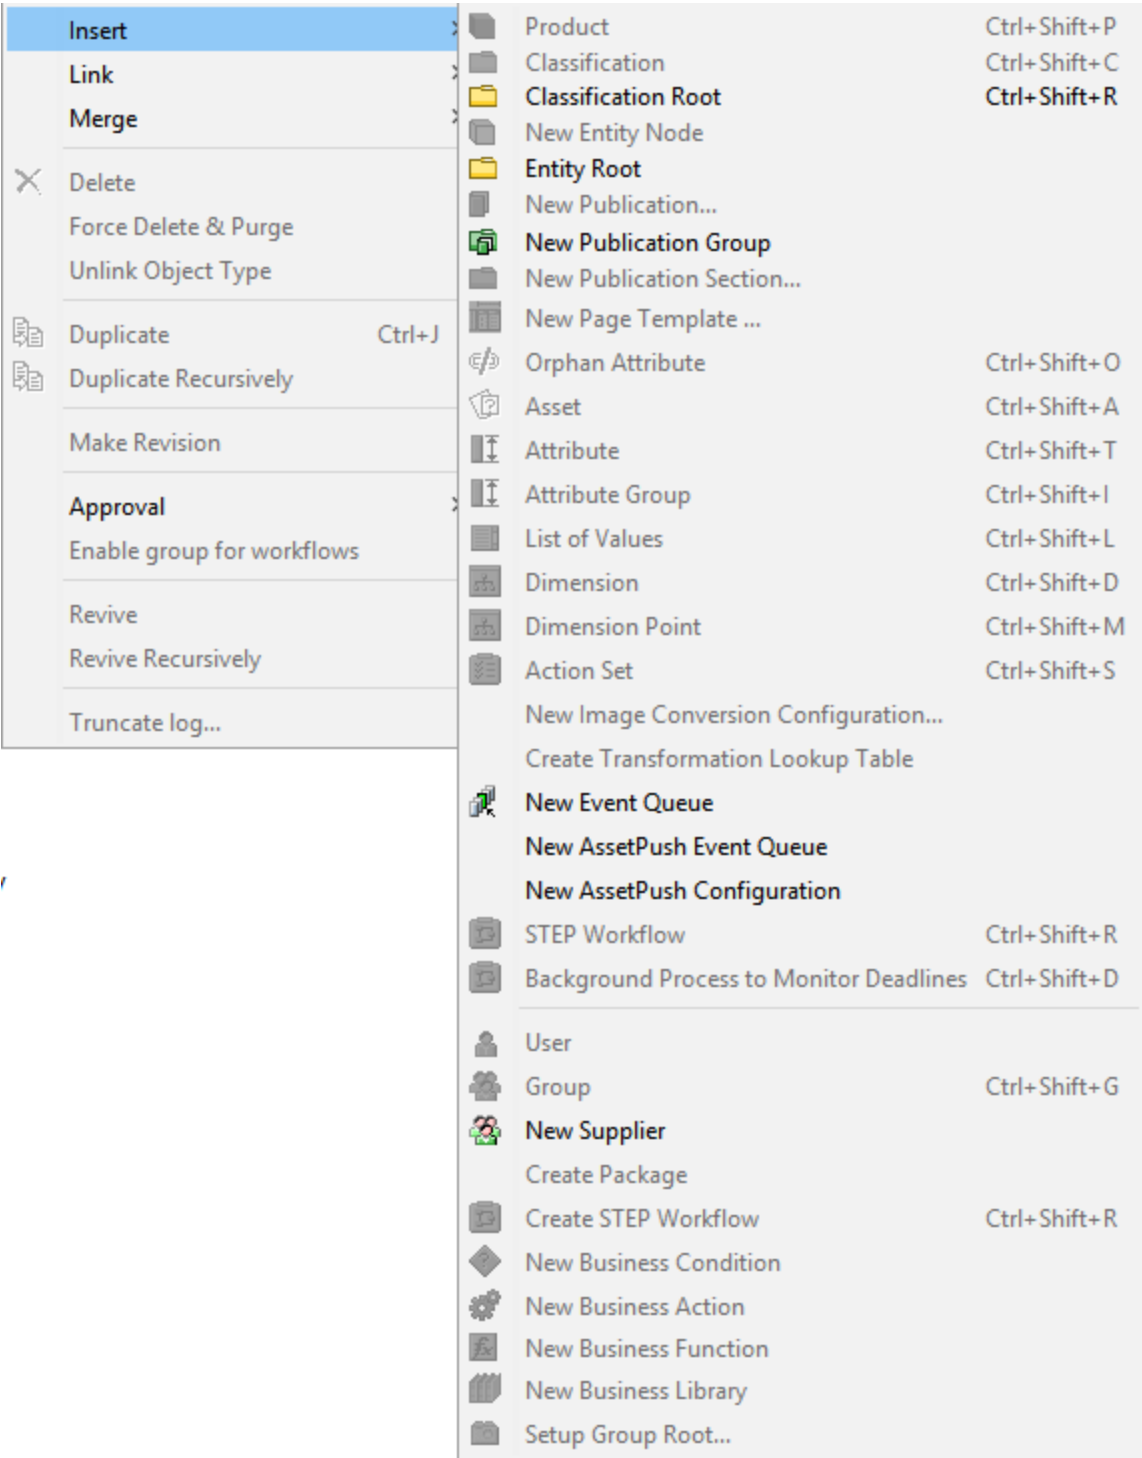 Insert
Link
Merge
Delete
Force Delete & Purge
Unlink Object Type
Duplicate Ctrl+J
Duplicate Recursively
Make Revision
Approval
Enable group for workflows
Revive
Revive Recursively
Truncate log...
Product Ctrl+Shift+P
Classification Ctrl+Shift+C
Classification Root Ctrl+Shift+R
New Entity Node
Entity Root
New Publication...
New Publication Group
New Publication Section...
New Page Template ...
Orphan Attribute Ctrl+Shift+O
Asset Ctrl+Shift+A
Attribute Ctrl+Shift+T
Attribute Group Ctrl+Shift+I
List of Values Ctrl+Shift+L
Dimension Ctrl+Shift+D
Dimension Point Ctrl+Shift+M
Action Set Ctrl+Shift+S
New Image Conversion Configuration...
Create Transformation Lookup Table
New Event Queue
New AssetPush Event Queue
New AssetPush Configuration
STEP Workflow Ctrl+Shift+R
Background Process to Monitor Deadlines Ctrl+Shift+D
User
Group Ctrl+Shift+G
New Supplier
Create Package
Create STEP Workflow Ctrl+Shift+R
New Business Condition
New Business Action
New Business Function
New Business Library
Setup Group Root...